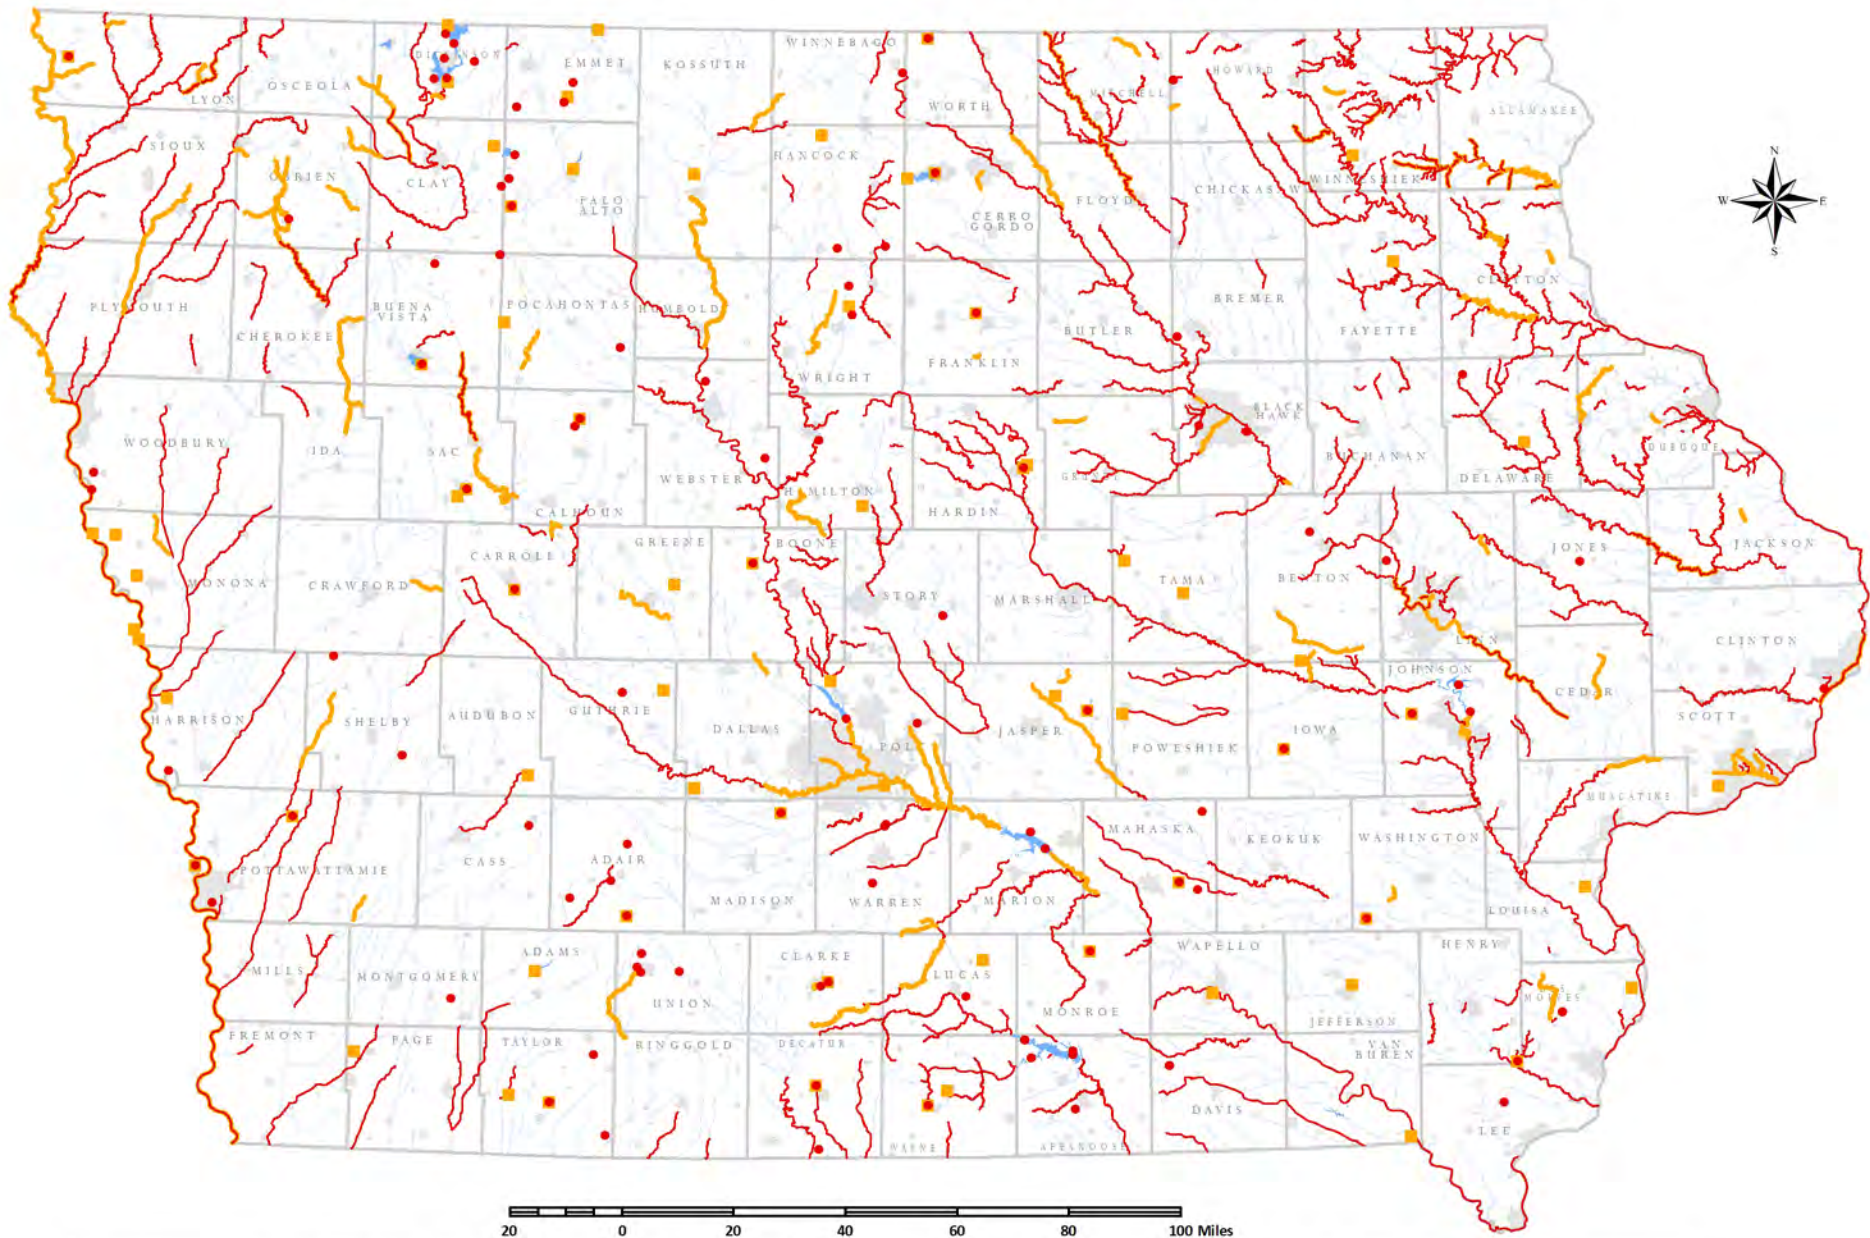 DICKINSON
WINNEBAGO
EMMET
KOSSUTH
HOWARD
OSCEOLA
LYON
MITCHELL
WORTH
ALLAMAKEE
SIOUX
HANCOCK
N
OBRIEN
CLAY
WINNESHIEK
CHICKASAW
W
E
PALO
ALTO
FLOYD
CERRO
GORDO
S
CLAYTON
PLYMOUTH
BUENA
VISTA
POCAHONTAS
HUMBOLD
BREMER
CHEROKEE
BUTLER
FAYETTE
FRANKLIN
WRIGHT
BLACK
HAWK
WOODBURY
IDA
SAC
DUBUQUE
BUCHANAN
WEBSTER
DELAWARE
HAMILTON
CALHOUN
HARDIN
GREENE
BOONE
JACKSON
CARROLL
JONES
MONONA
CRAWFORD
TAMA
BENTON
STORY
MARSHALL
LINN
CLINTON
JOHNSON
CEDAR
HARRISON
SHELBY
AUDUBON
GUTHRIE
SCOTT
DALLAS
POLK
JASPER
IOWA
POWESHIEK
MUSCATINE
MAHASKA
KEOKUK
WASHINGTON
CASS
ADAIR
POTTAWATTAMIE
MADISON
WARREN
MARION
LOUISA
ADAMS
CLARKE
WAPELLO
HENRY
MILLS
MONTGOMERY
UNION
LUCAS
MOINES
MONROE
JEFFERSON
FREMONT
PAGE
TAYLOR
RINGGOLD
DECATUR
VAN
BUREN
DAVIS
LEE
WAYNE
APPANOOSE
20 0 20 40 60 80 100 Miles